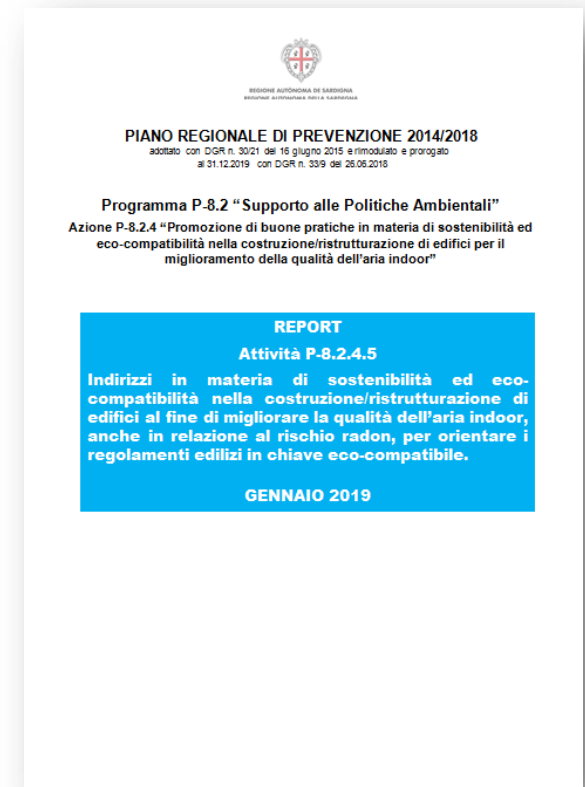 REGIONE AUTÒNOMA DE SARDIGNA
REGIONE AUTONOMA DELLA SARDEGNA
PIANO REGIONALE DI PREVENZIONE 2014/2018
adottato con DGR n. 30/21 del 16 giugno 2015 e rimodulato e prorogato
al 31.12.2019 con DGR n. 33/9 del 26.06.2018
Programma P-8.2 “Supporto alle Politiche Ambientali”
Azione P-8.2.4 “Promozione di buone pratiche in materia di sostenibilità ed
eco-compatibilità nella costruzione/ristrutturazione di edifici per il
miglioramento della qualità dell’aria indoor”
REPORT
Attività P-8.2.4.5
Indirizzi in materia di sostenibilità ed eco-
compatibilità nella costruzione/ristrutturazione di
edifici al fine di migliorare la qualità dell’aria indoor,
anche in relazione al rischio radon, per orientare i
regolamenti edilizi in chiave eco-compatibile.
GENNAIO 2019